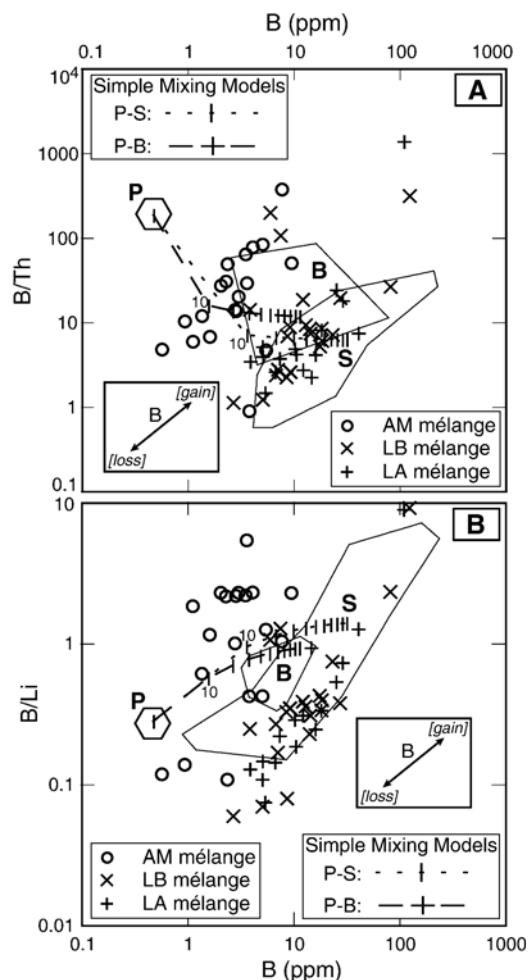 B (ppm)
0.1 1 10 100 1000
10⁴
1000
100
10
1
0.1
B/Th
Simple Mixing Models
P-S:
P-B:
A
P
B
S
10
10
[gain]
B
[loss]
AM mélange
LB mélange
LA mélange
10
1
0.1
0.01
B/Li
B
S
B
P
10
10
[gain]
B
[loss]
AM mélange
LB mélange
LA mélange
Simple Mixing Models
P-S:
P-B:
0.1 1 10 100 1000
B (ppm)